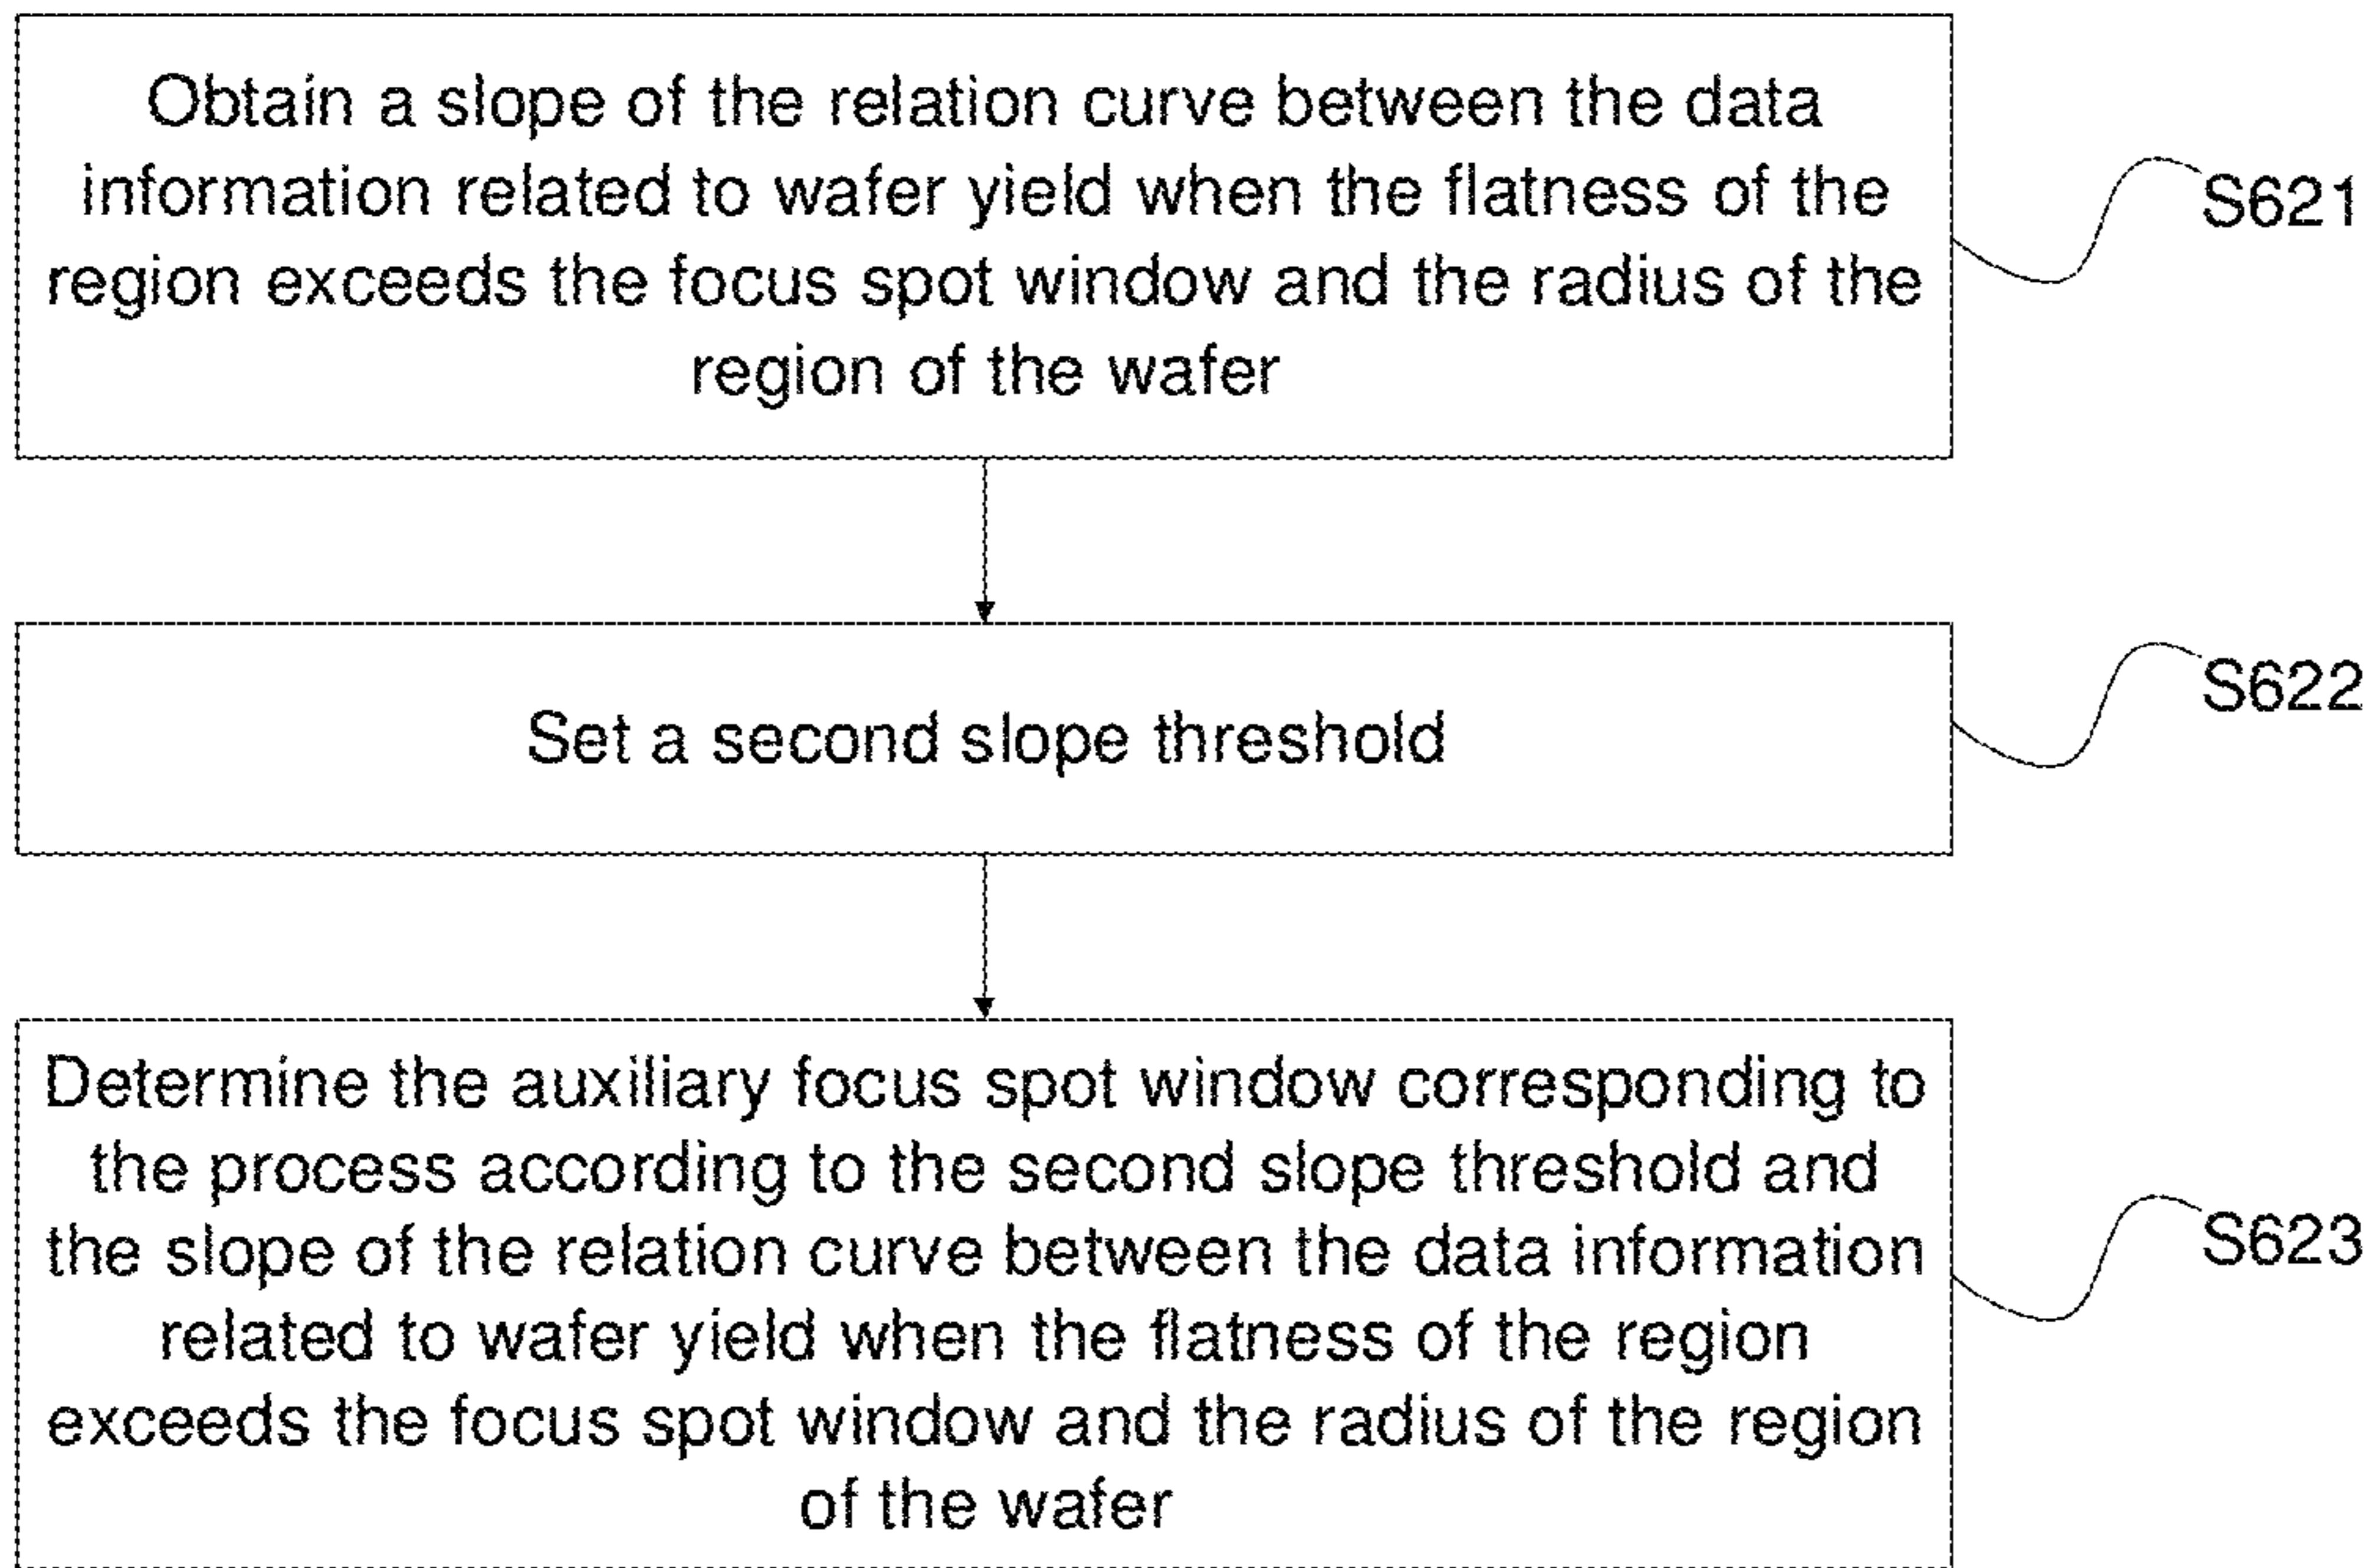 Obtain a slope of the relation curve between the data
information related to wafer yield when the flatness of the
region exceeds the focus spot window and the radius of the
region of the wafer
S621
Set a second slope threshold
S622
Determine the auxiliary focus spot window corresponding to
the process according to the second slope threshold and
the slope of the relation curve between the data information
related to wafer yield when the flatness of the region
exceeds the focus spot window and the radius of the region
of the wafer
S623